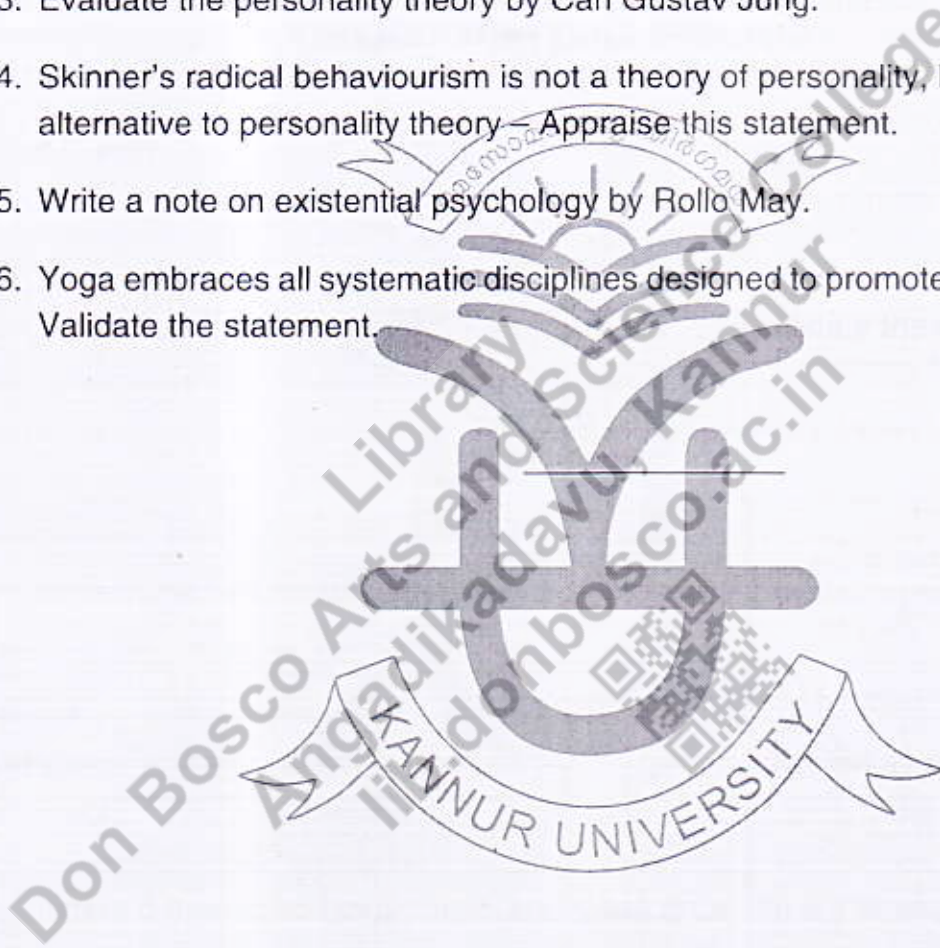 3. Evaluate the personality theory by Carl Gustav Jung.
4. Skinner's radical behaviourism is not a theory of personality,
alternative to personality theory – Appraise this statement.
5. Write a note on existential psychology by Rollo May.
6. Yoga embraces all systematic disciplines designed to promote
Validate the statement.
Library
Don Bosco Arts and Science College
Angadikadavu, Kannur
lib.donbosco.ac.in
KANNUR UNIVERSITY